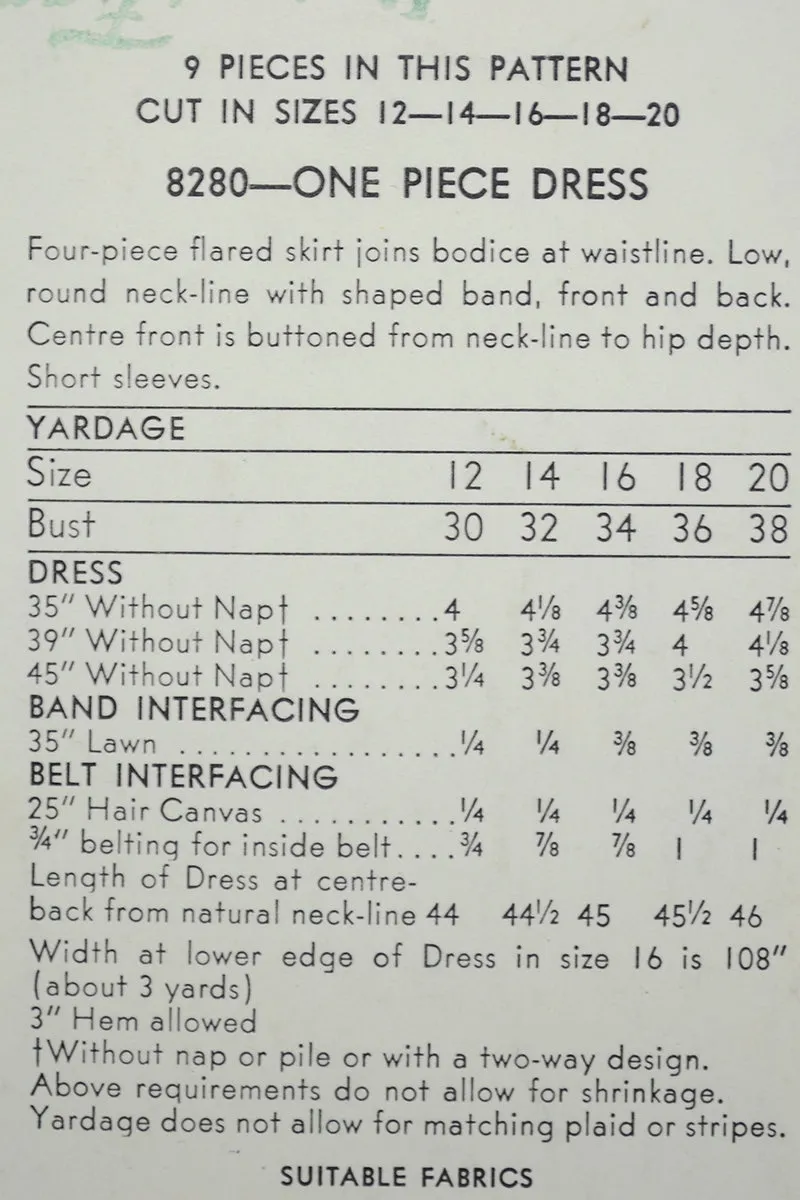 9 PIECES IN THIS PATTERN
CUT IN SIZES 12—14—16—18—20
8280—ONE PIECE DRESS
Four-piece flared skirt joins bodice at waistline. Low,
round neck-line with shaped band, front and back.
Centre front is buttoned from neck-line to hip depth.
Short sleeves.
YARDAGE
Size 12 14 16 18 20
Bust 30 32 34 36 38
DRESS
35" Without Nap† ........4 4⅛ 4⅜ 4⅝ 4⅞
39" Without Nap† ........3⅝ 3¾ 3¾ 4 4⅛
45" Without Nap† ........3¼ 3⅜ 3⅜ 3½ 3⅝
BAND INTERFACING
35" Lawn ..................¼ ¼ ⅜ ⅜ ⅜
BELT INTERFACING
25" Hair Canvas ...........¼ ¼ ¼ ¼ ¼
¾" belting for inside belt....¾ ⅞ ⅞ 1 1
Length of Dress at centre-
back from natural neck-line 44 44½ 45 45½ 46
Width at lower edge of Dress in size 16 is 108"
(about 3 yards)
3" Hem allowed
†Without nap or pile or with a two-way design.
Above requirements do not allow for shrinkage.
Yardage does not allow for matching plaid or stripes.
SUITABLE FABRICS